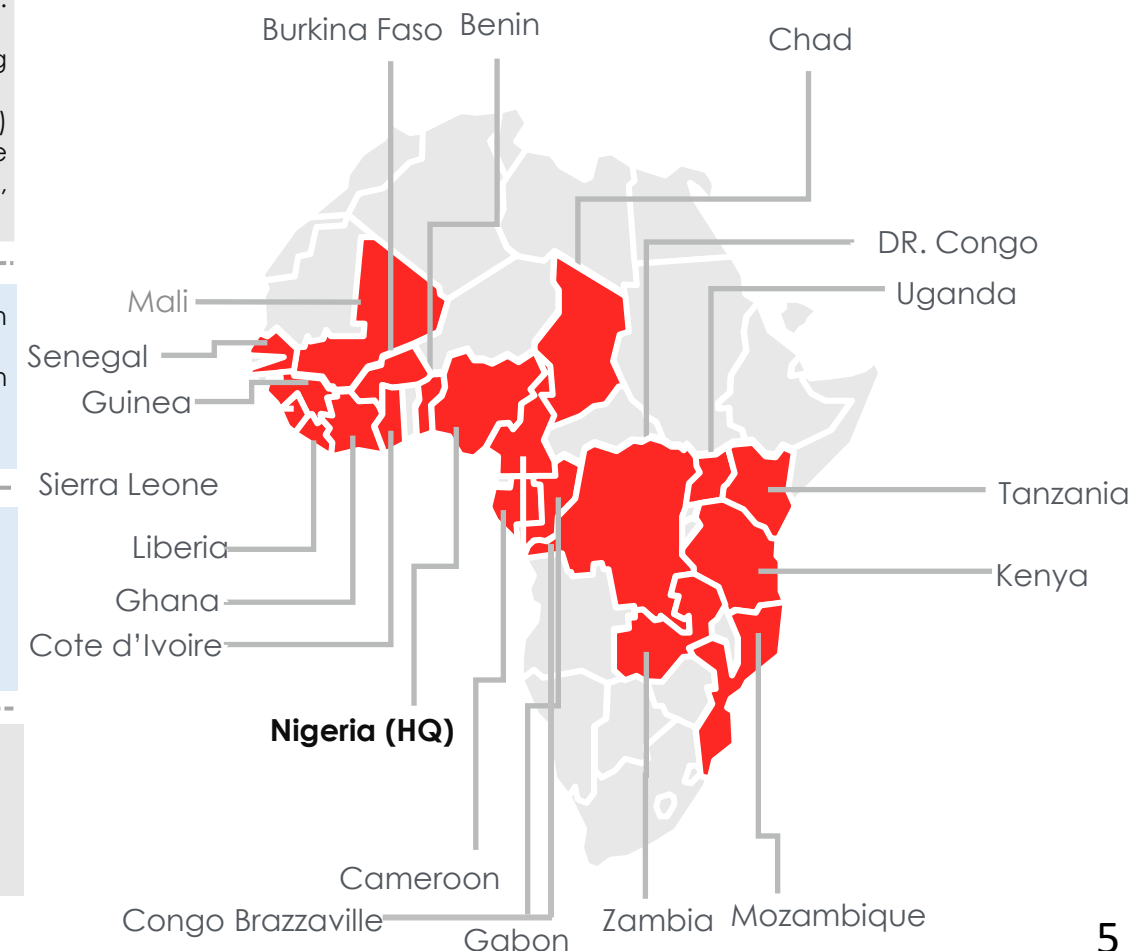 Burkina Faso
Benin
Chad
DR. Congo
Uganda
Mali
Senegal
Guinea
Sierra Leone
Tanzania
Liberia
Kenya
Ghana
Cote d’Ivoire
Nigeria (HQ)
Cameroon
Congo Brazzaville
Gabon
Zambia
Mozambique
5